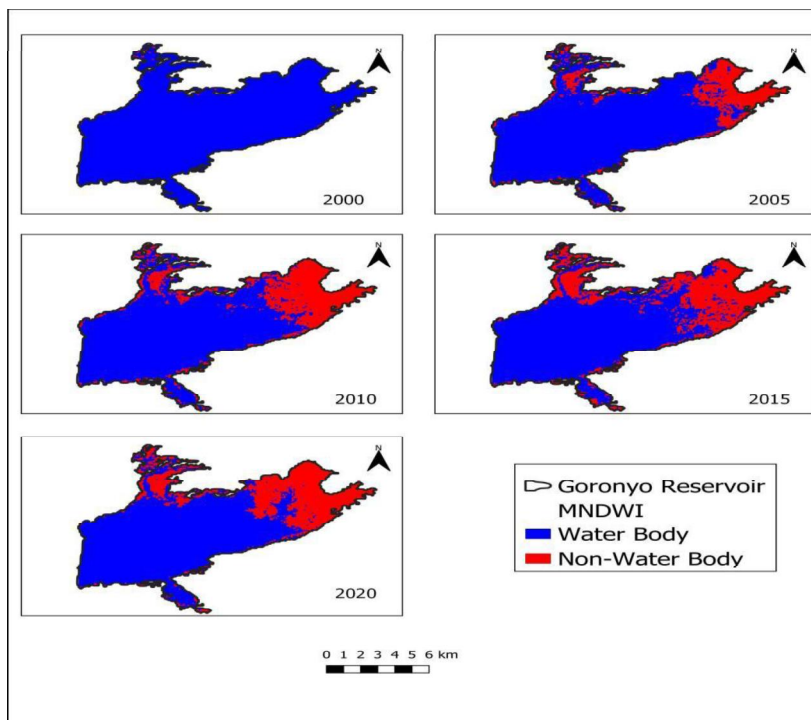 N
2000
N
2005
N
2010
N
2015
N
2020
Goronyo Reservoir
MNDWI
Water Body
Non-Water Body
0 1 2 3 4 5 6 km